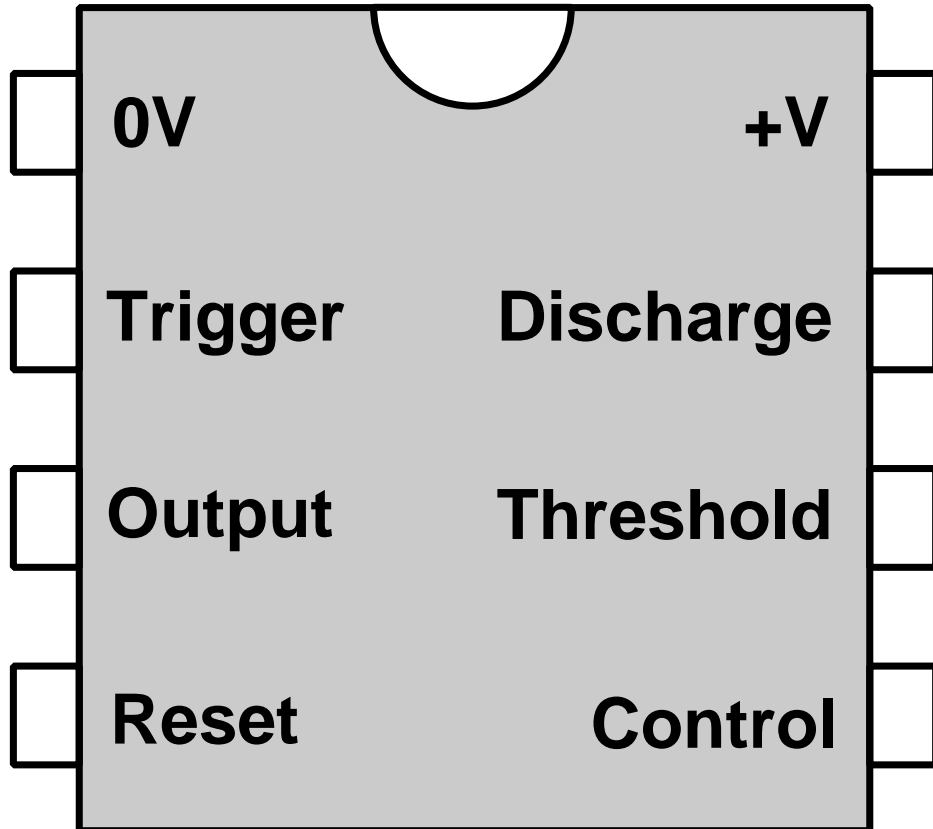 0V +V
Trigger Discharge
Output Threshold
Reset Control